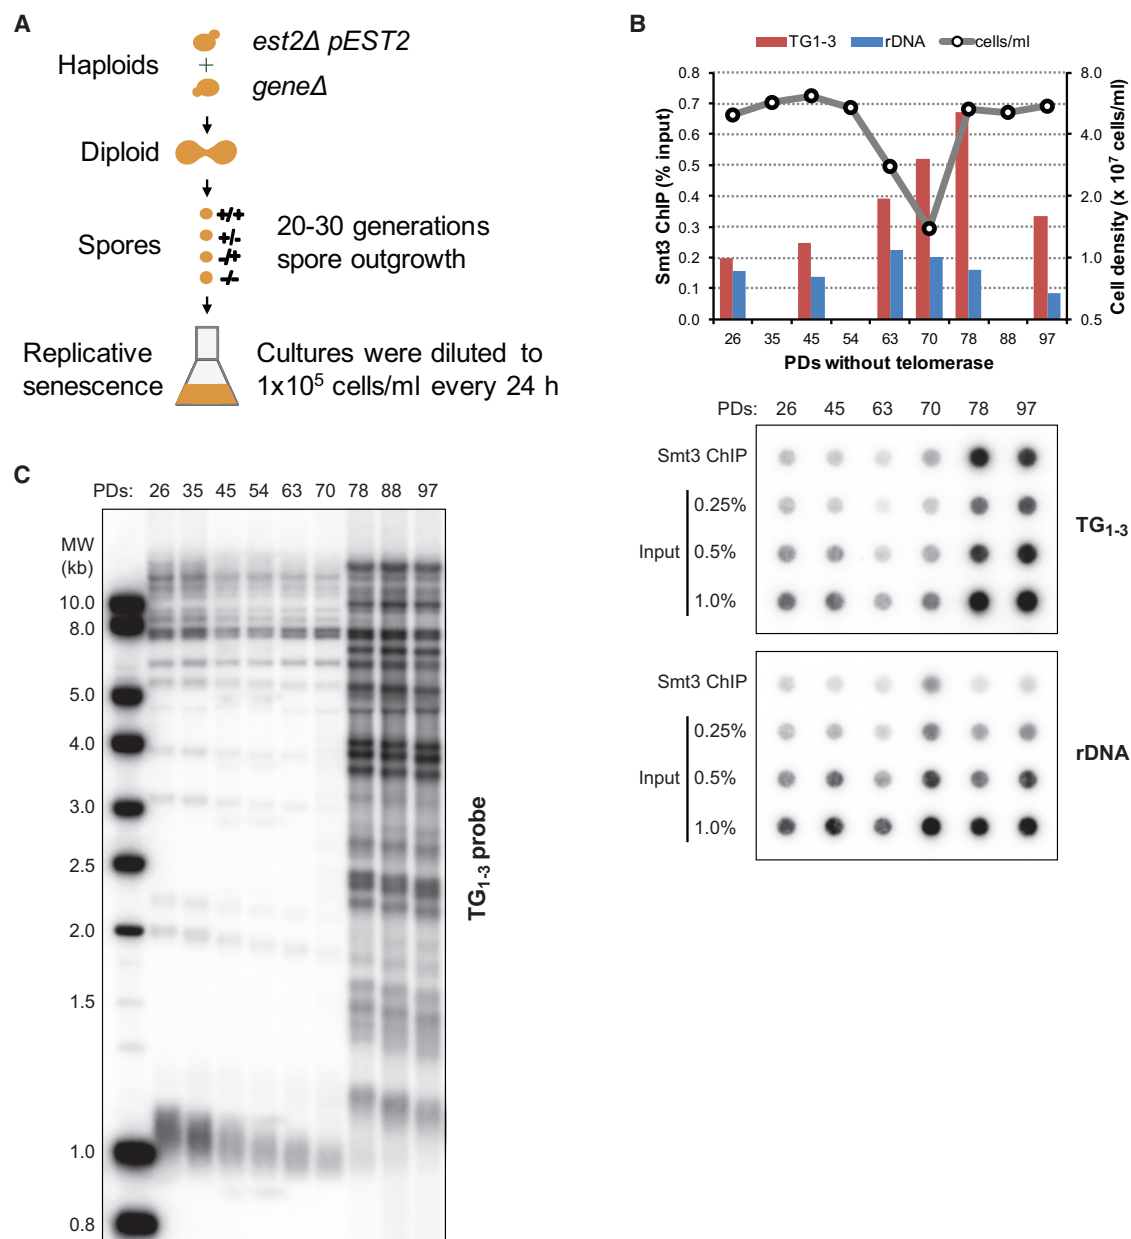 A
Haploids
est2Δ pEST2
+
geneΔ
Diploid
Spores
+/+
+/-
-/+
-/-
20-30 generations
spore outgrowth
Replicative
senescence
Cultures were diluted to
1x10⁵ cells/ml every 24 h
B
TG1-3 rDNA cells/ml
Smt3 ChIP (% input)
0.8
0.7
0.6
0.5
0.4
0.3
0.2
0.1
0.0
8.0
4.0
2.0
1.0
0.5
Cell density (x 10⁷ cells/ml)
26 35 45 54 63 70 78 88 97
PDs without telomerase
PDs: 26 45 63 70 78 97
Smt3 ChIP
0.25%
Input 0.5%
1.0%
TG₁₋₃
Smt3 ChIP
0.25%
Input 0.5%
1.0%
rDNA
C
PDs: 26 35 45 54 63 70 78 88 97
MW
(kb)
10.0
8.0
5.0
4.0
3.0
2.5
2.0
1.5
1.0
0.8
TG₁₋₃ probe